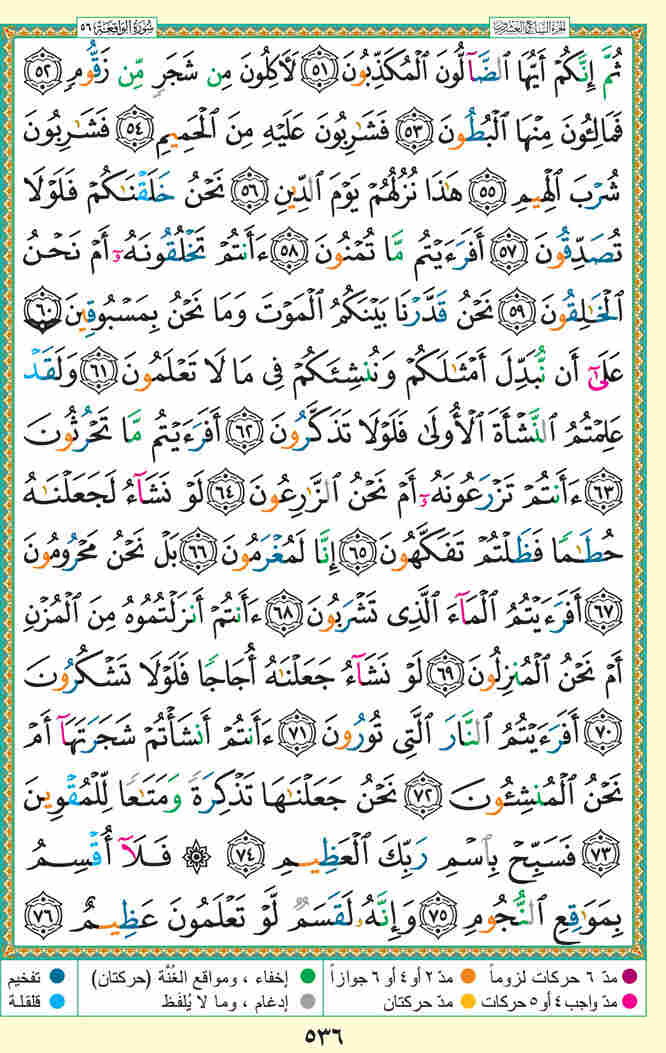 الجزء السابع والعشرون
سُورَةُ الوَاقِعَة ٥٦
ثُمَّ إِنَّكُمْ أَيُّهَا ٱلضَّآلُّونَ ٱلْمُكَذِّبُونَ ٥١ لَـَٔاكِلُونَ مِن شَجَرٍ مِّن زَقُّومٍ ٥٢
فَمَالِـُٔونَ مِنْهَا ٱلْبُطُونَ ٥٣ فَشَٰرِبُونَ عَلَيْهِ مِنَ ٱلْحَمِيمِ ٥٤ فَشَٰرِبُونَ
شُرْبَ ٱلْهِيمِ ٥٥ هَٰذَا نُزُلُهُمْ يَوْمَ ٱلدِّينِ ٥٦ نَحْنُ خَلَقْنَٰكُمْ فَلَوْلَا
تُصَدِّقُونَ ٥٧ أَفَرَءَيْتُم مَّا تُمْنُونَ ٥٨ ءَأَنتُمْ تَخْلُقُونَهُۥٓ أَمْ نَحْنُ
ٱلْخَٰلِقُونَ ٥٩ نَحْنُ قَدَّرْنَا بَيْنَكُمُ ٱلْمَوْتَ وَمَا نَحْنُ بِمَسْبُوقِينَ ٦٠
عَلَىٰٓ أَن نُّبَدِّلَ أَمْثَٰلَكُمْ وَنُنشِئَكُمْ فِى مَا لَا تَعْلَمُونَ ٦١ وَلَقَدْ
عَلِمْتُمُ ٱلنَّشْأَةَ ٱلْأُولَىٰ فَلَوْلَا تَذَكَّرُونَ ٦٢ أَفَرَءَيْتُم مَّا تَحْرُثُونَ
٦٣ ءَأَنتُمْ تَزْرَعُونَهُۥٓ أَمْ نَحْنُ ٱلزَّٰرِعُونَ ٦٤ لَوْ نَشَآءُ لَجَعَلْنَٰهُ
حُطَٰمًا فَظَلْتُمْ تَفَكَّهُونَ ٦٥ إِنَّا لَمُغْرَمُونَ ٦٦ بَلْ نَحْنُ مَحْرُومُونَ
٦٧ أَفَرَءَيْتُمُ ٱلْمَآءَ ٱلَّذِى تَشْرَبُونَ ٦٨ ءَأَنتُمْ أَنزَلْتُمُوهُ مِنَ ٱلْمُزْنِ
أَمْ نَحْنُ ٱلْمُنزِلُونَ ٦٩ لَوْ نَشَآءُ جَعَلْنَٰهُ أُجَاجًا فَلَوْلَا تَشْكُرُونَ
٧٠ أَفَرَءَيْتُمُ ٱلنَّارَ ٱلَّتِى تُورُونَ ٧١ ءَأَنتُمْ أَنشَأْتُمْ شَجَرَتَهَآ أَمْ
نَحْنُ ٱلْمُنشِـُٔونَ ٧٢ نَحْنُ جَعَلْنَٰهَا تَذْكِرَةً وَمَتَٰعًا لِّلْمُقْوِينَ
٧٣ فَسَبِّحْ بِٱسْمِ رَبِّكَ ٱلْعَظِيمِ ٧٤ ۞ فَلَآ أُقْسِمُ
بِمَوَٰقِعِ ٱلنُّجُومِ ٧٥ وَإِنَّهُۥ لَقَسَمٌ لَّوْ تَعْلَمُونَ عَظِيمٌ ٧٦
مدّ ٦ حركات لزوماً مدّ ٢ أو ٤ أو ٦ جوازاً إخفاء ، ومواقع الغُنَّة (حركتان) تفخيم
مدّ واجب ٤ أو ٥ حركات مدّ حركتان إدغام ، وما لا يُلفَظ قلقلة
٥٣٦